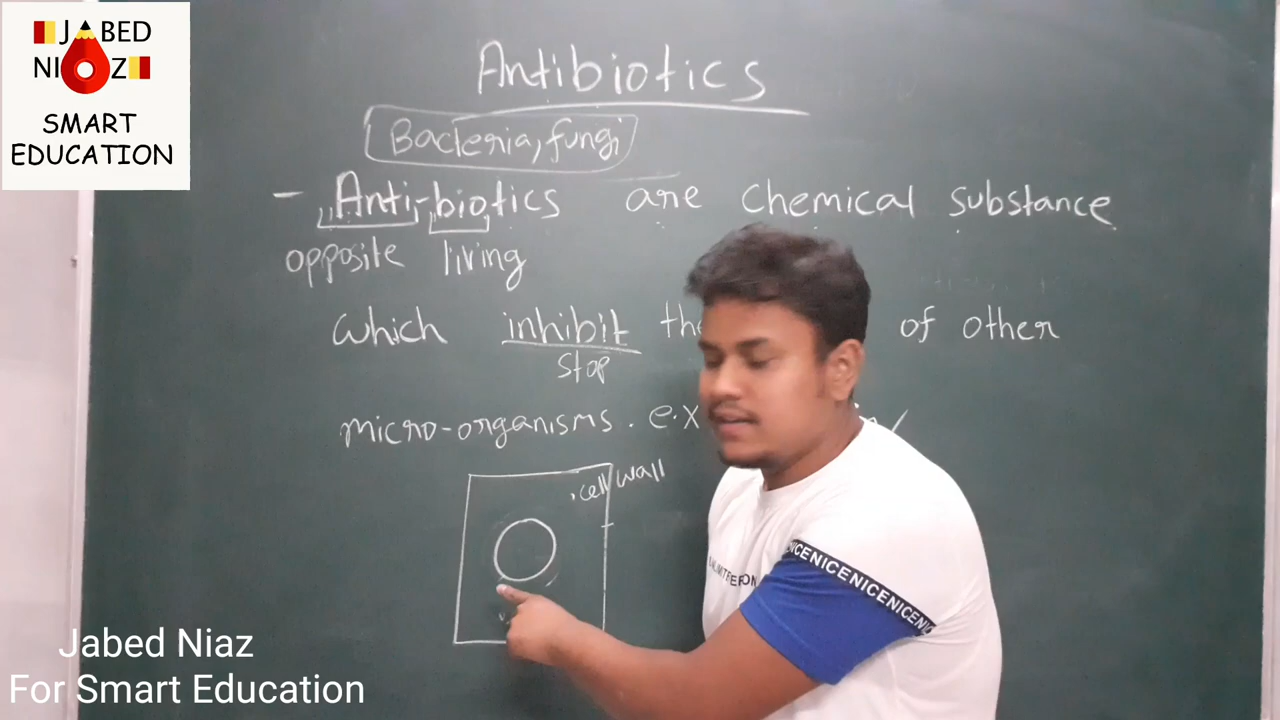 JABED
NIAZ
SMART
EDUCATION
Antibiotics
Bacteria, fungi
- Anti-biotics are chemical substance
opposite living
which inhibit the of other
stop
micro-organisms. e.x
cell wall
NICENICENICENICENICENIC
Jabed Niaz
For Smart Education